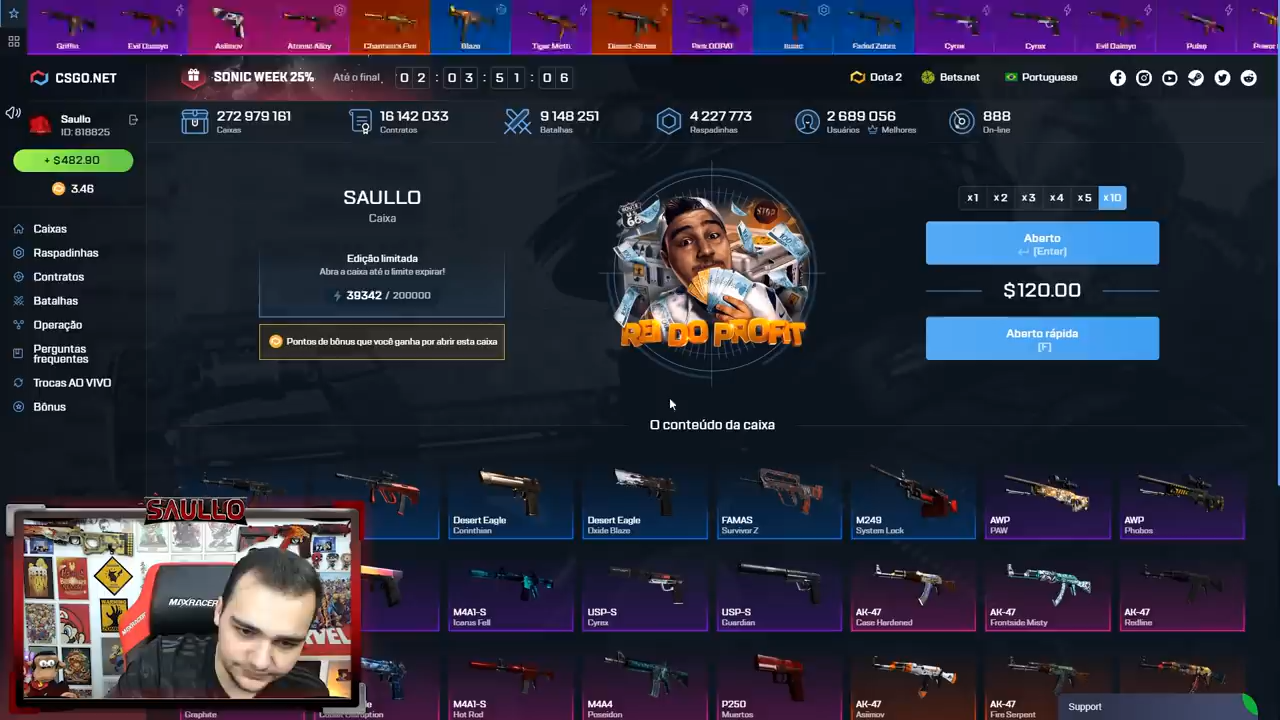 Griffin
Evil Daimyo
Asiimov
Atomic Alloy
Chantico's Fire
Blaze
Tiger Moth
Desert-Strike
Pink DDPAT
Isaac
Faded Zebra
Cyrex
Cyrex
Evil Daimyo
Pulse
CSGO.NET
SONIC WEEK 25%
Até o final
0 2 : 0 3 : 5 1 : 0 6
Dota 2
Bets.net
Portuguese
Saullo
ID: 818825
+ $482.90
3.46
272 979 161
Caixas
16 142 033
Contratos
9 148 251
Batalhas
4 227 773
Raspadinhas
2 689 056
Usuários
Melhores
888
On-line
Caixas
Raspadinhas
Contratos
Batalhas
Operação
Perguntas
frequentes
Trocas AO VIVO
Bônus
SAULLO
Caixa
Edição limitada
Abra a caixa até o limite expirar!
39342 / 200000
Pontos de bônus que você ganha por abrir esta caixa
ROUTE
66
STOP
REI DO PROFIT
x1 x2 x3 x4 x5 x10
Aberto
[Enter]
$120.00
Aberto rápida
[F]
O conteúdo da caixa
Desert Eagle
Corinthian
Desert Eagle
Oxide Blaze
FAMAS
Survivor Z
M249
System Lock
AWP
PAW
AWP
Phobos
M4A1-S
Icarus Fell
USP-S
Cyrex
USP-S
Guardian
AK-47
Case Hardened
AK-47
Frontside Misty
AK-47
Redline
Graphite
M4A1-S
Hot Rod
M4A4
Poseidon
P250
Muertos
AK-47
Asiimov
AK-47
Fire Serpent
Support
SAULLO
MAXRACER
MARVEL